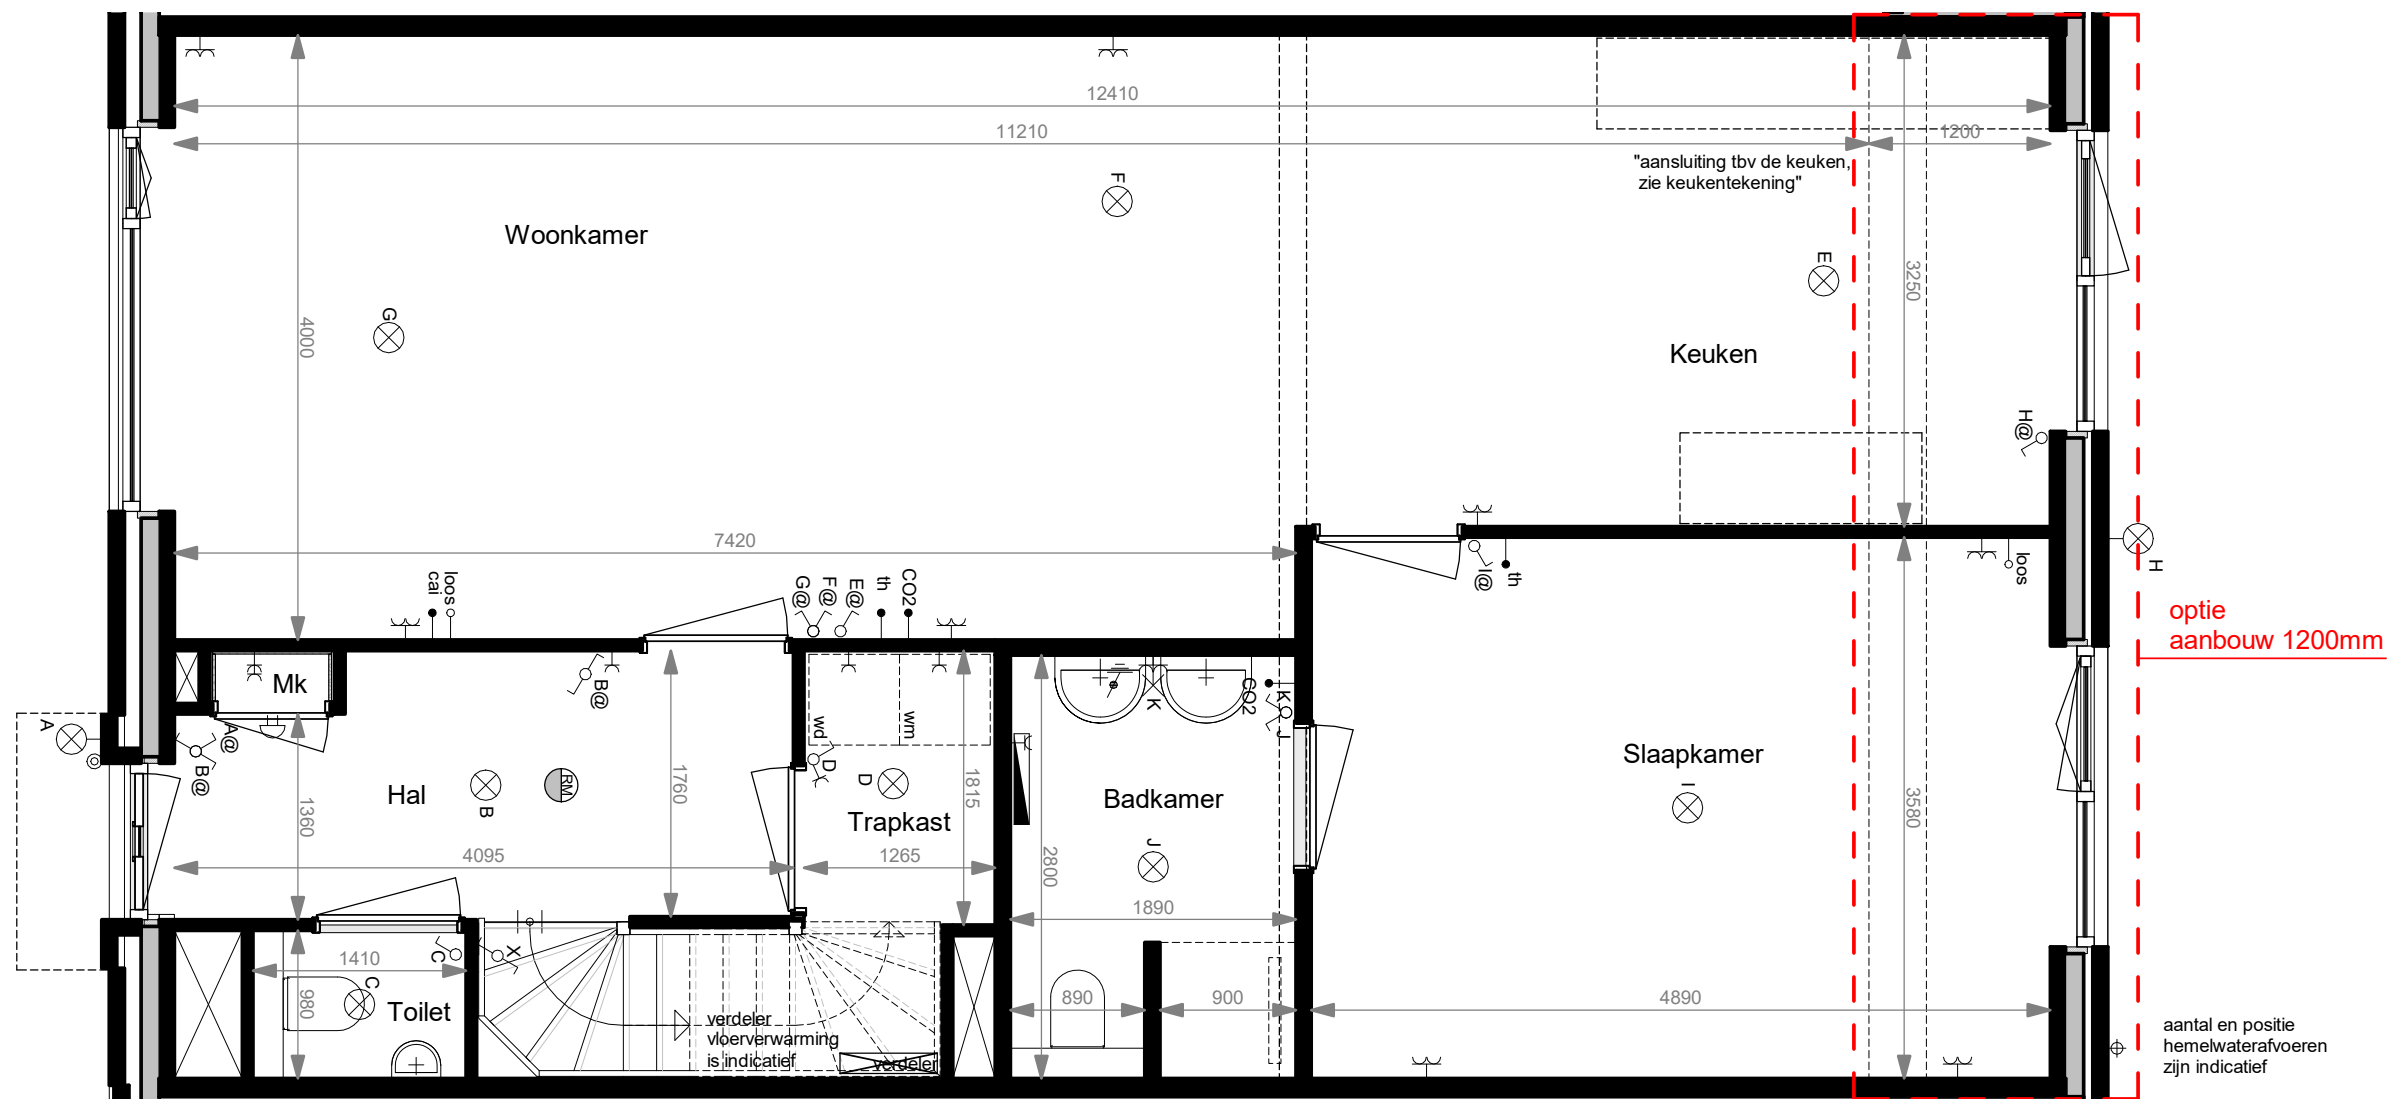 12410
11210
1200
"aansluiting tbv de keuken,
zie keukentekening"
F
Woonkamer
E
3250
G
4000
Keuken
H@
7420
loos
cai
G@
F@
E@
th
CO2
I@
th
loos
H
optie
aanbouw 1200mm
Mk
B@
A
A@
B@
wd
wm
D
D
K
CO2
K
J
Slaapkamer
I
Hal
B
RM
1360
1760
1815
Trapkast
Badkamer
J
3580
4095
1265
2800
1890
C
X
1410
980
C
Toilet
verdeler
vloerverwarming
is indicatief
verdeler
890
900
4890
aantal en positie
hemelwaterafvoeren
zijn indicatief